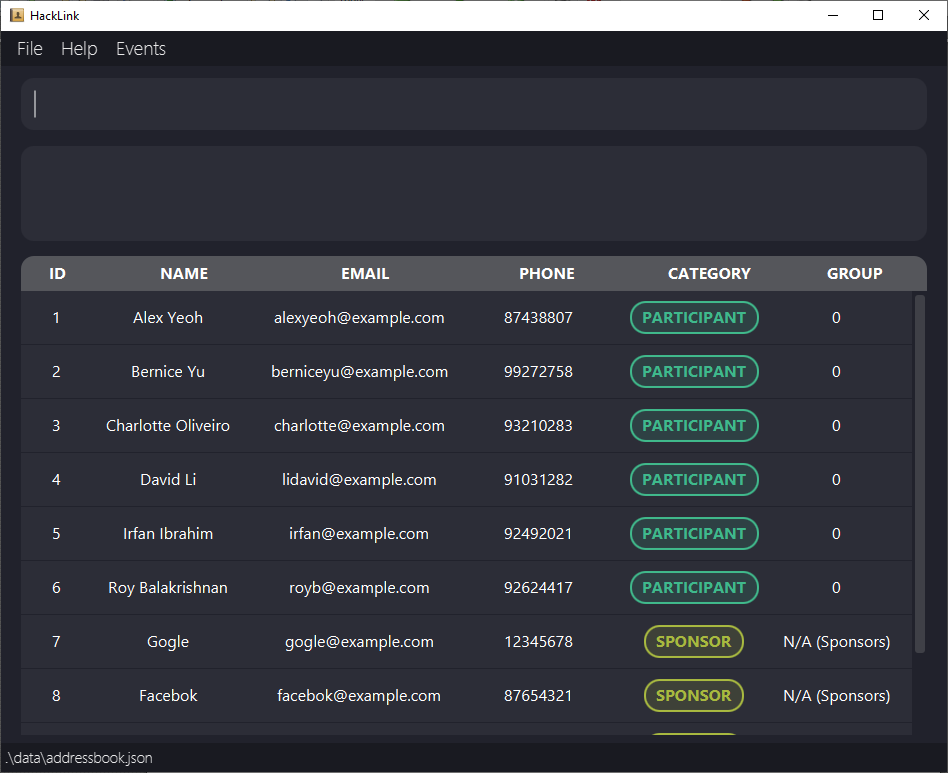 HackLink
File Help Events
ID NAME EMAIL PHONE CATEGORY GROUP
1 Alex Yeoh alexyeoh@example.com 87438807 PARTICIPANT 0
2 Bernice Yu berniceyu@example.com 99272758 PARTICIPANT 0
3 Charlotte Oliveiro charlotte@example.com 93210283 PARTICIPANT 0
4 David Li lidavid@example.com 91031282 PARTICIPANT 0
5 Irfan Ibrahim irfan@example.com 92492021 PARTICIPANT 0
6 Roy Balakrishnan royb@example.com 92624417 PARTICIPANT 0
7 Gogle gogle@example.com 12345678 SPONSOR N/A (Sponsors)
8 Facebok facebok@example.com 87654321 SPONSOR N/A (Sponsors)
.\data\addressbook.json